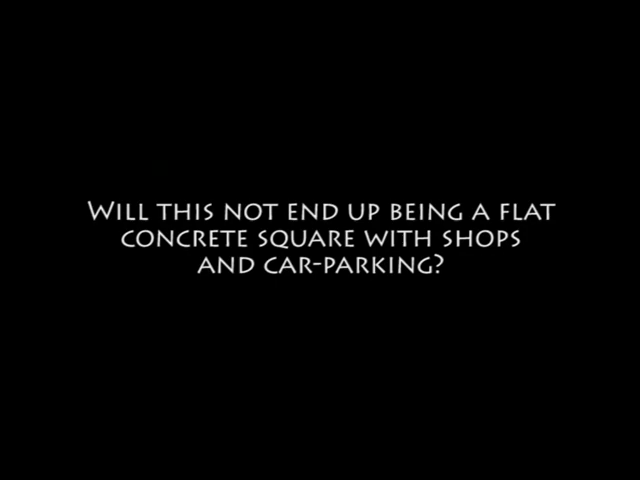 Will this not end up being a flat
concrete square with shops
and car-parking?